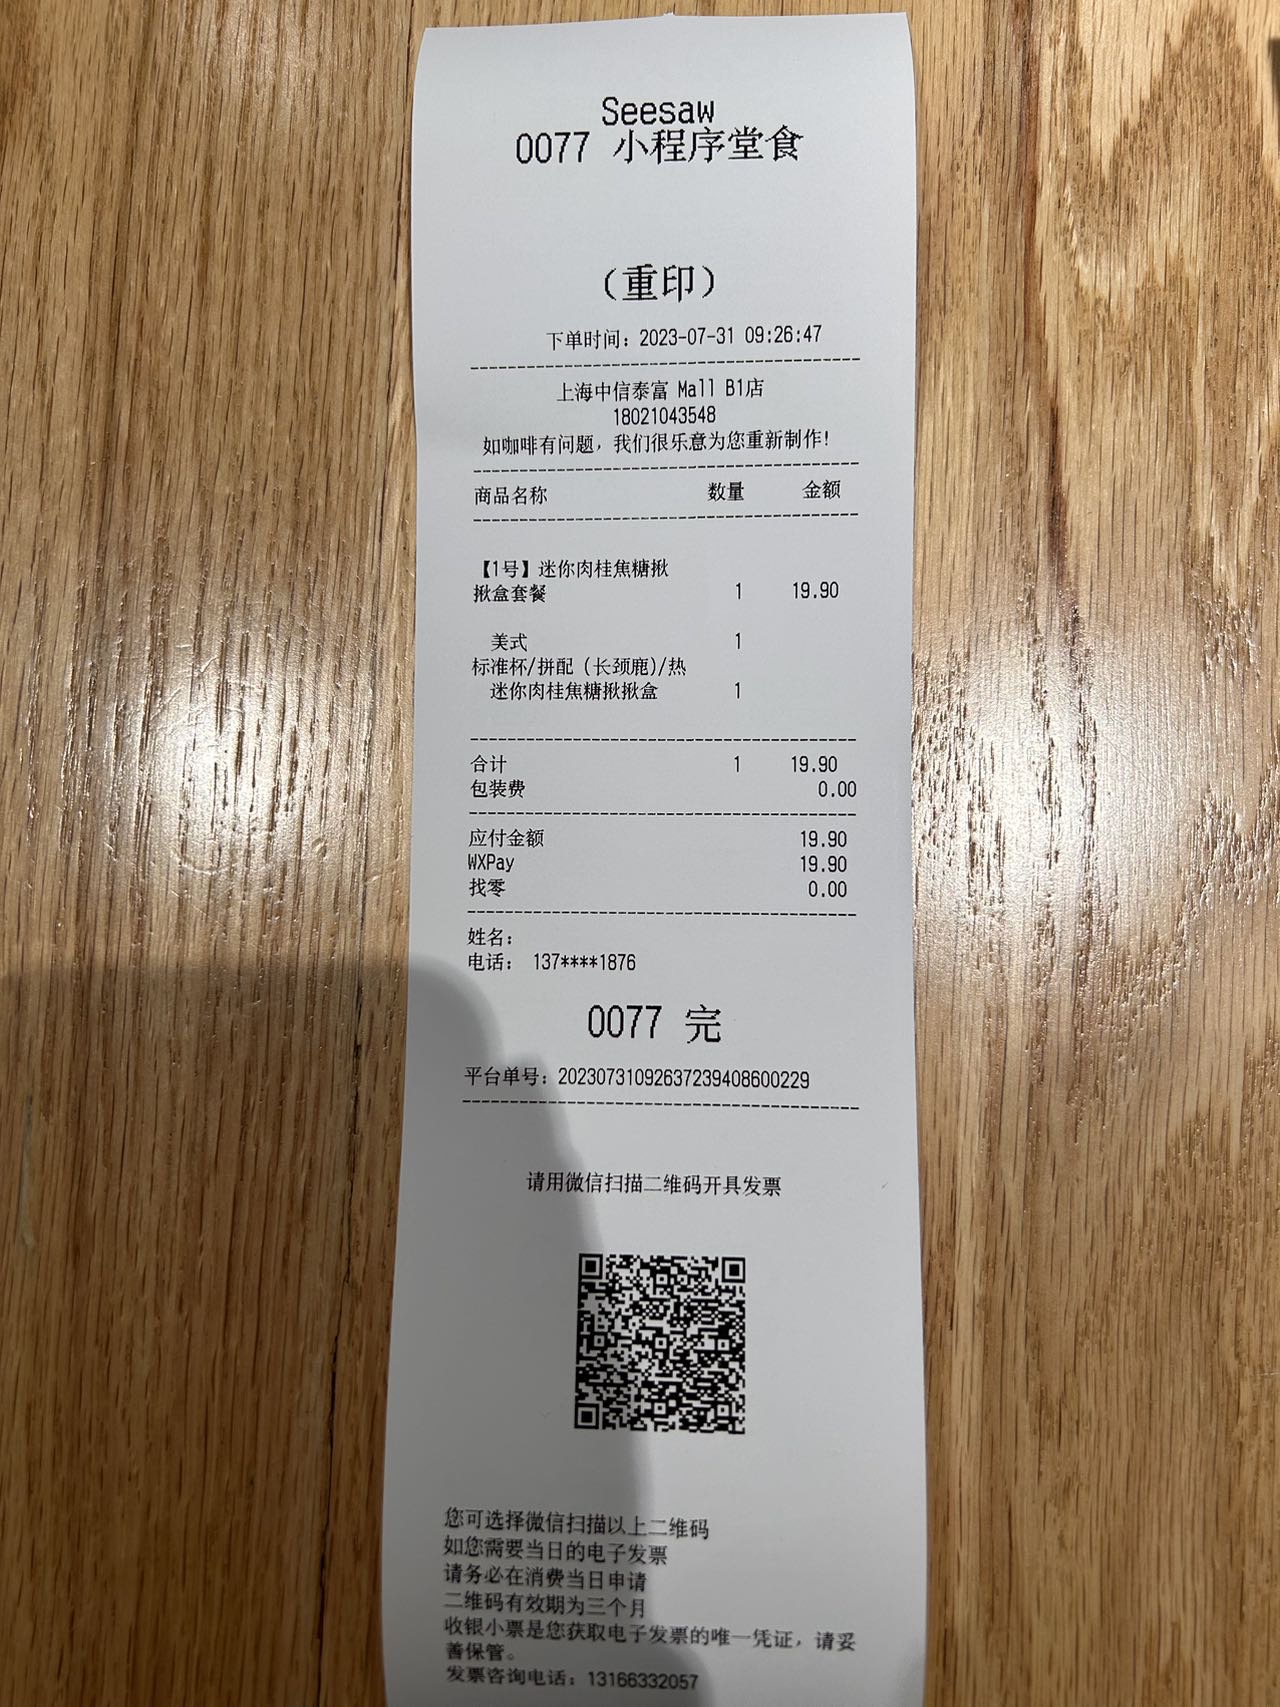 Seesaw
0077 小程序堂食
（重印）
下单时间：2023-07-31 09:26:47
上海中信泰富 Mall B1店
18021043548
如咖啡有问题，我们很乐意为您重新制作！
商品名称 数量 金额
【1号】迷你肉桂焦糖揪
揪盒套餐 1 19.90
美式 1
标准杯/拼配（长颈鹿）/热
迷你肉桂焦糖揪揪盒 1
合计 1 19.90
包装费 0.00
应付金额 19.90
WXPay 19.90
找零 0.00
姓名：
电话： 137****1876
0077 完
平台单号：20230731092637239408600229
请用微信扫描二维码开具发票
您可选择微信扫描以上二维码
如您需要当日的电子发票
请务必在消费当日申请
二维码有效期为三个月
收银小票是您获取电子发票的唯一凭证，请妥
善保管。
发票咨询电话：13166332057